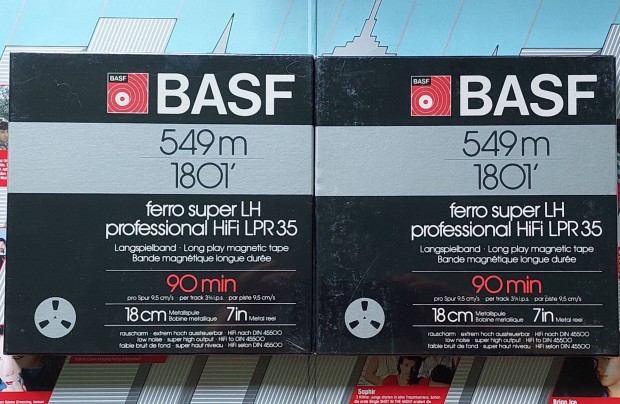 BASF
BASF
549 m
1801'
ferro super LH
professional HiFi LPR 35
Langspielband · Long play magnetic tape
Bande magnétique longue durée
90 min
pro Spur 9,5 cm/s per track 3¾ i.p.s. par piste 9,5 cm/s
18 cm Metallspule Bobine métallique 7 in Metal reel
rauscharm · extrem hoch aussteuerbar · HiFi nach DIN 45500
low noise · super high output · HiFi to DIN 45500
faible bruit de fond · super haut niveau · HiFi selon DIN 45500
BASF
BASF
549 m
1801'
ferro super LH
professional HiFi LPR 35
Langspielband · Long play magnetic tape
Bande magnétique longue durée
90 min
pro Spur 9,5 cm/s per track 3¾ i.p.s. par piste 9,5 cm/s
18 cm Metallspule Bobine métallique 7 in Metal reel
rauscharm · extrem hoch aussteuerbar · HiFi nach DIN 45500
low noise · super high output · HiFi to DIN 45500
faible bruit de fond · super haut niveau · HiFi selon DIN 45500
Saphir
Brian Ice